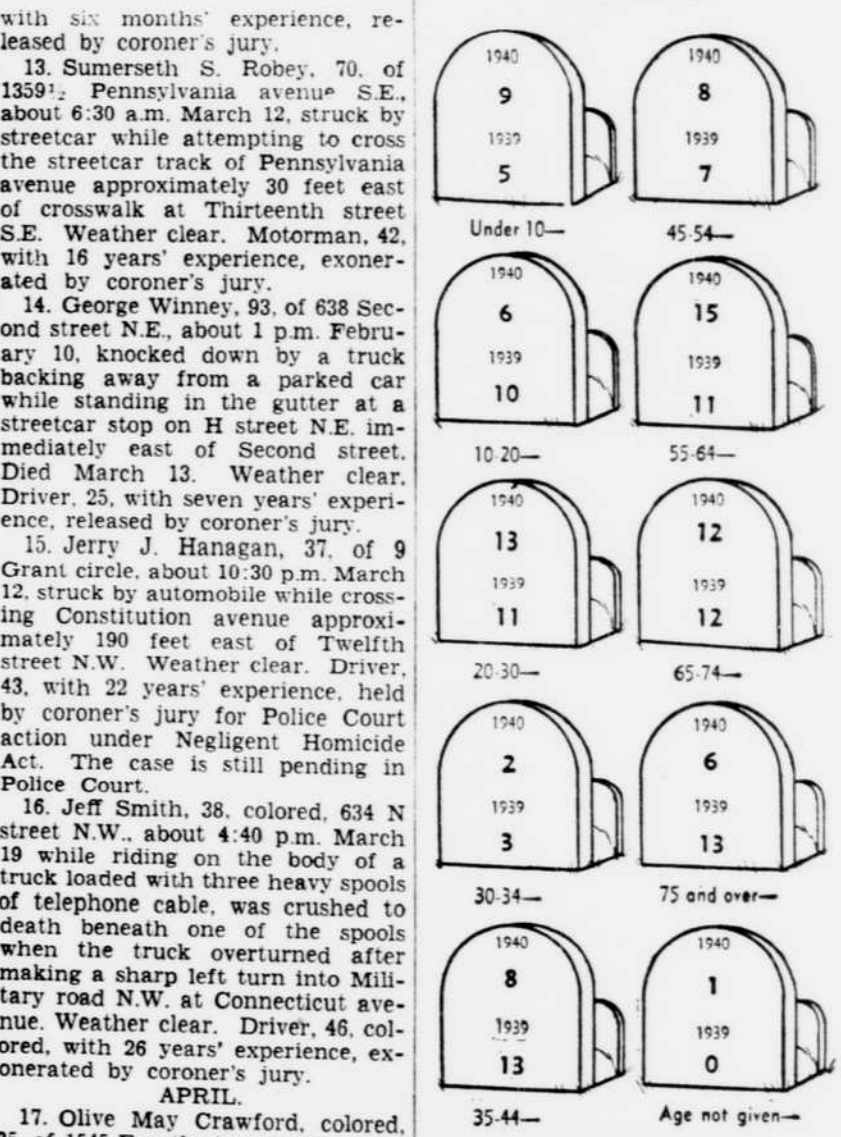 with six months' experience, re-
leased by coroner's jury.
13. Sumerseth S. Robey, 70, of
1359½ Pennsylvania avenue S.E.,
about 6:30 a.m. March 12, struck by
streetcar while attempting to cross
the streetcar track of Pennsylvania
avenue approximately 30 feet east
of crosswalk at Thirteenth street
S.E. Weather clear. Motorman, 42,
with 16 years' experience, exoner-
ated by coroner's jury.
14. George Winney, 93, of 638 Sec-
ond street N.E., about 1 p.m. Febru-
ary 10, knocked down by a truck
backing away from a parked car
while standing in the gutter at a
streetcar stop on H street N.E. im-
mediately east of Second street.
Died March 13. Weather clear.
Driver, 25, with seven years' experi-
ence, released by coroner's jury.
15. Jerry J. Hanagan, 37, of 9
Grant circle, about 10:30 p.m. March
12, struck by automobile while cross-
ing Constitution avenue approxi-
mately 190 feet east of Twelfth
street N.W. Weather clear. Driver,
43, with 22 years' experience, held
by coroner's jury for Police Court
action under Negligent Homicide
Act. The case is still pending in
Police Court.
16. Jeff Smith, 38, colored, 634 N
street N.W., about 4:40 p.m. March
19 while riding on the body of a
truck loaded with three heavy spools
of telephone cable, was crushed to
death beneath one of the spools
when the truck overturned after
making a sharp left turn into Mili-
tary road N.W. at Connecticut ave-
nue. Weather clear. Driver, 46, col-
ored, with 26 years' experience, ex-
onerated by coroner's jury.
APRIL.
17. Olive May Crawford, colored,
1940
9
1939
5
Under 10—
1940
8
1939
7
45-54—
1940
6
1939
10
10-20—
1940
15
1939
11
55-64—
1940
13
1939
11
20-30—
1940
12
1939
12
65-74—
1940
2
1939
3
30-34—
1940
6
1939
13
75 and over—
1940
8
1939
13
35-44—
1940
1
1939
0
Age not given—